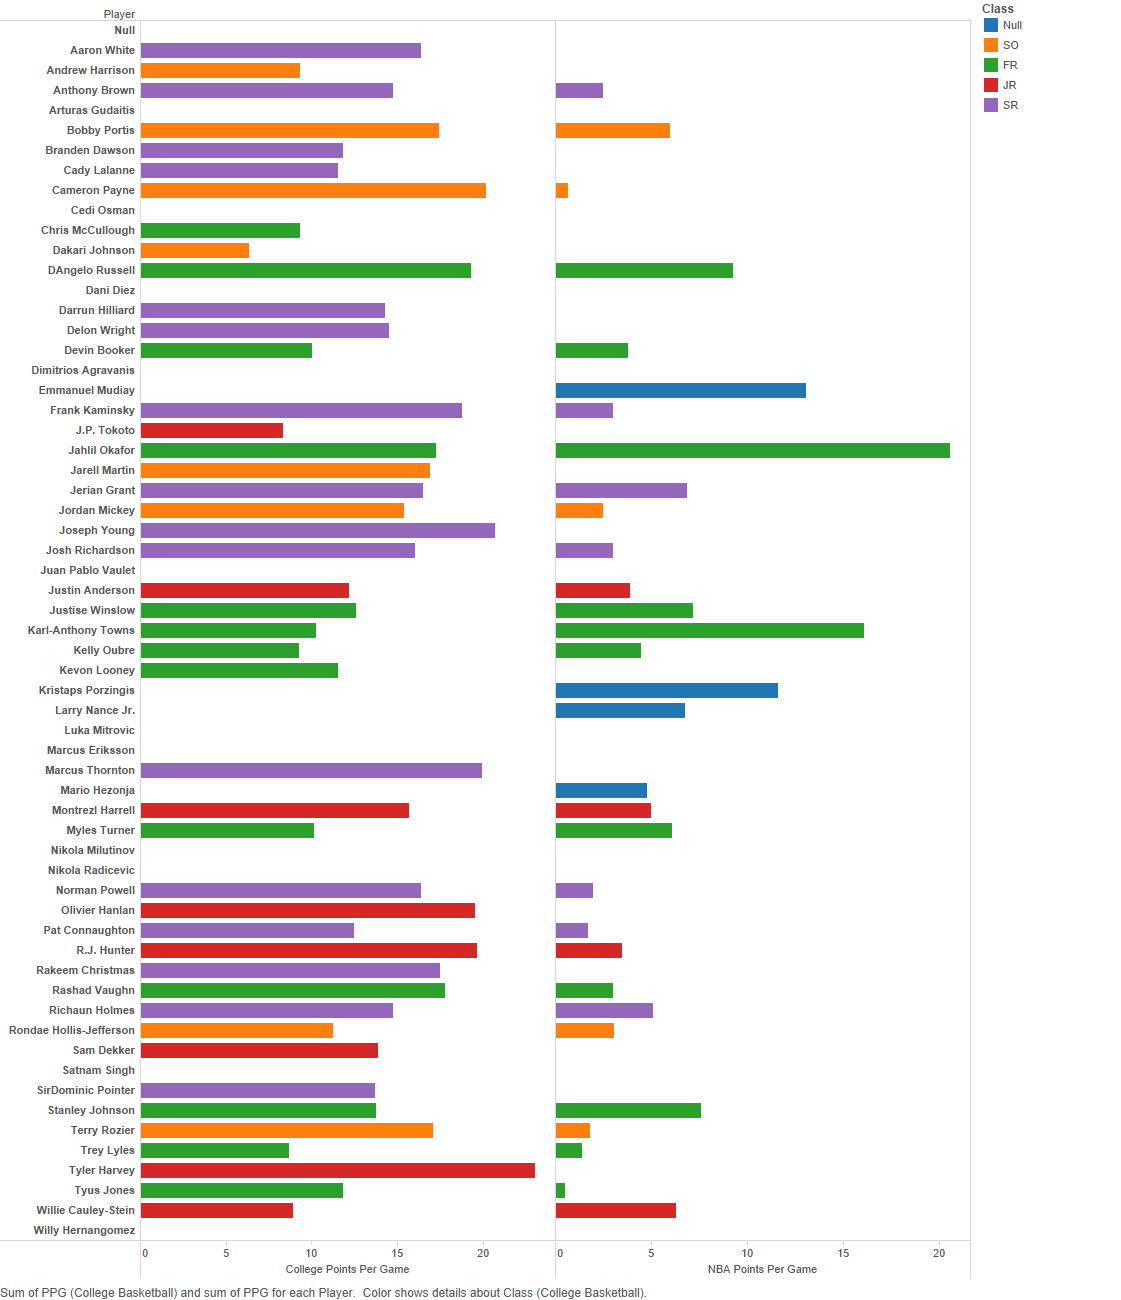 Player
Null
Aaron White
Andrew Harrison
Anthony Brown
Arturas Gudaitis
Bobby Portis
Branden Dawson
Cady Lalanne
Cameron Payne
Cedi Osman
Chris McCullough
Dakari Johnson
DAngelo Russell
Dani Diez
Darrun Hilliard
Delon Wright
Devin Booker
Dimitrios Agravanis
Emmanuel Mudiay
Frank Kaminsky
J.P. Tokoto
Jahlil Okafor
Jarell Martin
Jerian Grant
Jordan Mickey
Joseph Young
Josh Richardson
Juan Pablo Vaulet
Justin Anderson
Justise Winslow
Karl-Anthony Towns
Kelly Oubre
Kevon Looney
Kristaps Porzingis
Larry Nance Jr.
Luka Mitrovic
Marcus Eriksson
Marcus Thornton
Mario Hezonja
Montrezl Harrell
Myles Turner
Nikola Milutinov
Nikola Radicevic
Norman Powell
Olivier Hanlan
Pat Connaughton
R.J. Hunter
Rakeem Christmas
Rashad Vaughn
Richaun Holmes
Rondae Hollis-Jefferson
Sam Dekker
Satnam Singh
SirDominic Pointer
Stanley Johnson
Terry Rozier
Trey Lyles
Tyler Harvey
Tyus Jones
Willie Cauley-Stein
Willy Hernangomez
0 5 10 15 20
College Points Per Game
0 5 10 15 20
NBA Points Per Game
Class
Null
SO
FR
JR
SR
Sum of PPG (College Basketball) and sum of PPG for each Player.  Color shows details about Class (College Basketball).